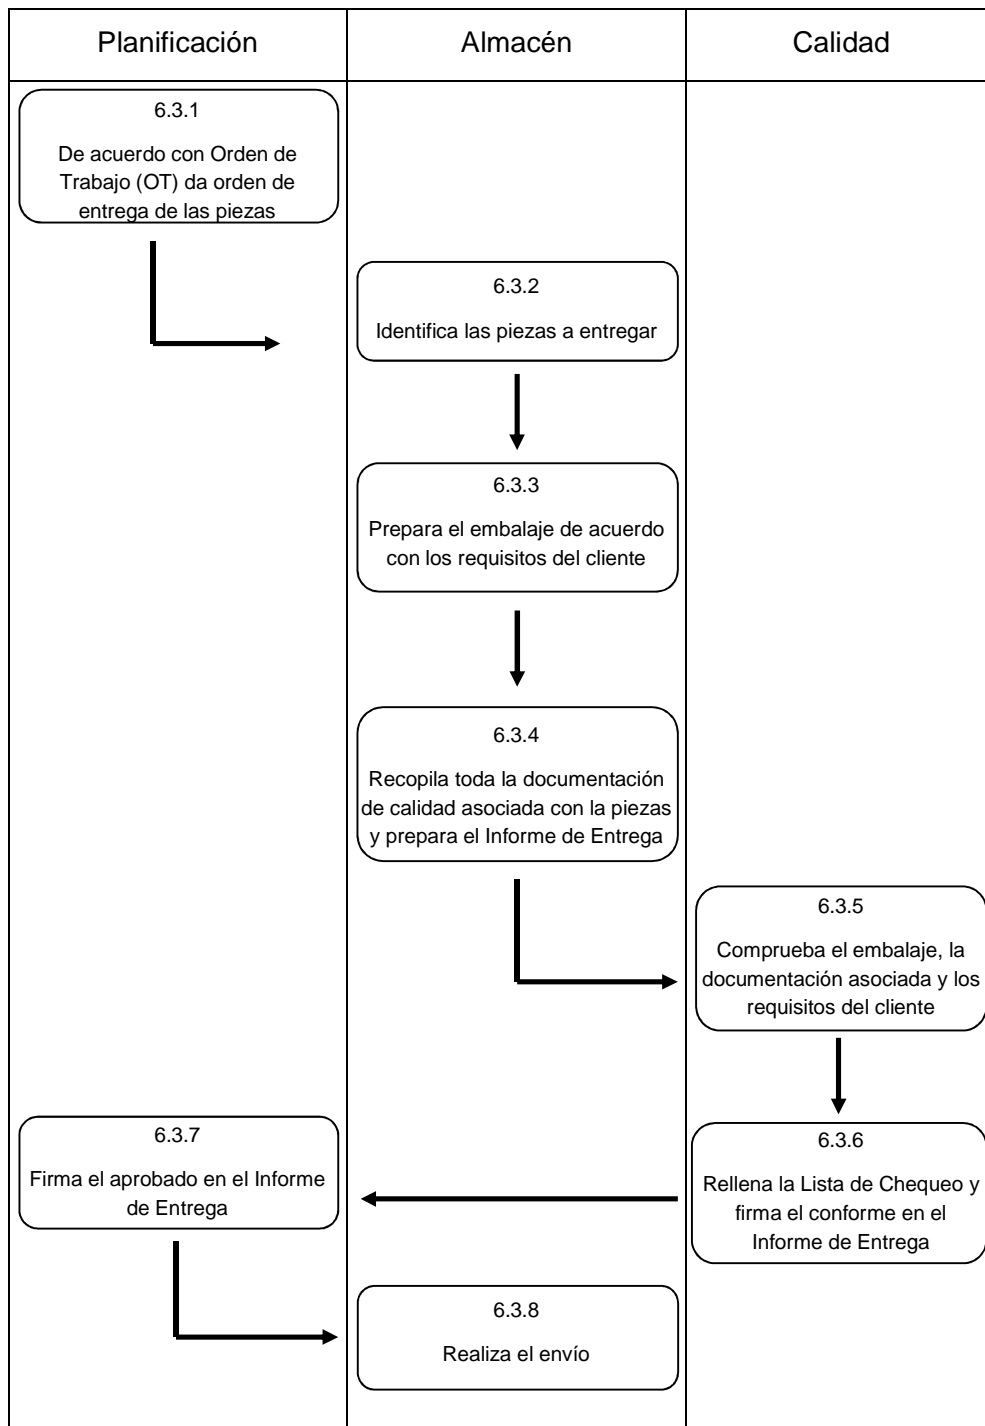 Planificación
Almacén
Calidad
6.3.1
De acuerdo con Orden de
Trabajo (OT) da orden de
entrega de las piezas
6.3.2
Identifica las piezas a entregar
6.3.3
Prepara el embalaje de acuerdo
con los requisitos del cliente
6.3.4
Recopila toda la documentación
de calidad asociada con la piezas
y prepara el Informe de Entrega
6.3.5
Comprueba el embalaje, la
documentación asociada y los
requisitos del cliente
6.3.6
Rellena la Lista de Chequeo y
firma el conforme en el
Informe de Entrega
6.3.7
Firma el aprobado en el Informe
de Entrega
6.3.8
Realiza el envío